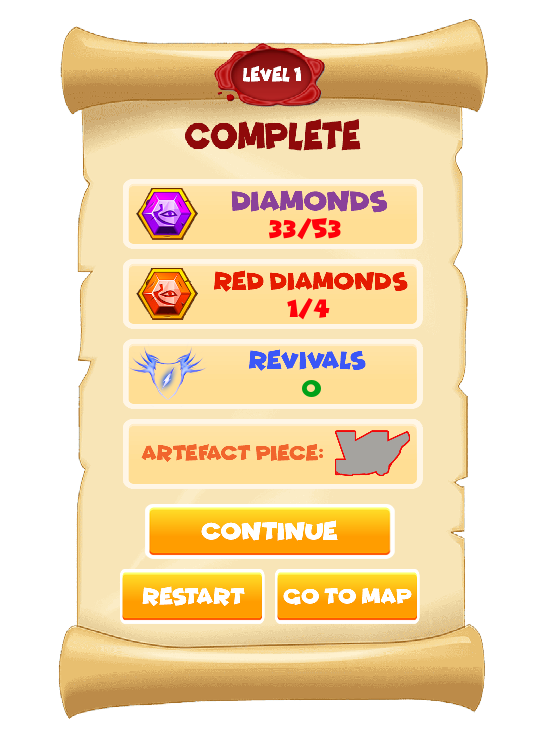 LEVEL 1
COMPLETE
DIAMONDS
33/53
RED DIAMONDS
1/4
REVIVALS
0
ARTEFACT PIECE:
CONTINUE
RESTART
GO TO MAP